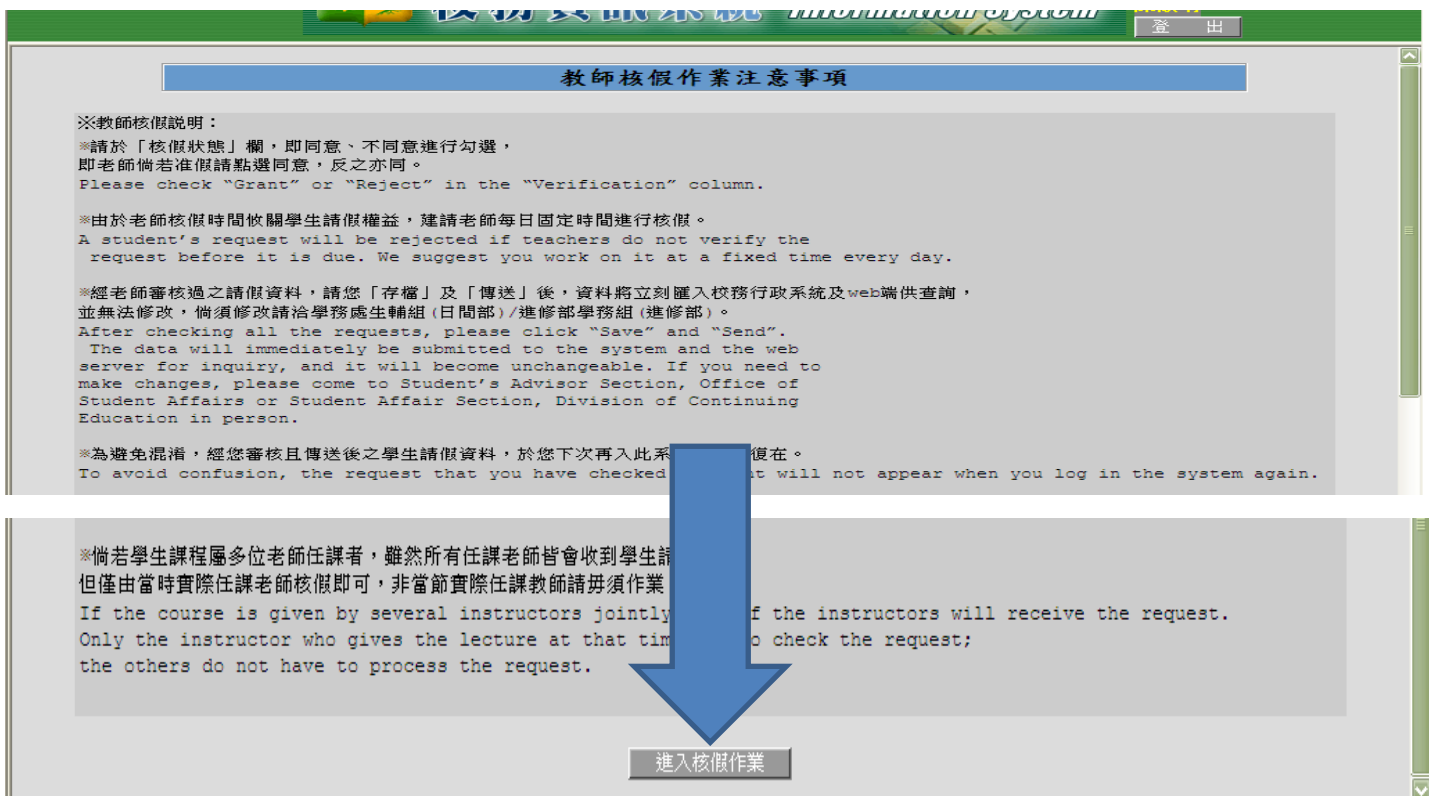 校務資訊系統 Information System
登 出
教師核假作業注意事項
※教師核假說明：
※請於「核假狀態」欄，即同意、不同意進行勾選，
即老師倘若准假請點選同意，反之亦同。
Please check “Grant” or “Reject” in the “Verification” column.
※由於老師核假時間攸關學生請假權益，建請老師每日固定時間進行核假。
A student’s request will be rejected if teachers do not verify the
request before it is due. We suggest you work on it at a fixed time every day.
※經老師審核過之請假資料，請您「存檔」及「傳送」後，資料將立刻匯入校務行政系統及web端供查詢，
並無法修改，倘須修改請洽學務處生輔組(日間部)/進修部學務組(進修部)。
After checking all the requests, please click “Save” and “Send”.
The data will immediately be submitted to the system and the web
server for inquiry, and it will become unchangeable. If you need to
make changes, please come to Student’s Advisor Section, Office of
Student Affairs or Student Affair Section, Division of Continuing
Education in person.
※為避免混淆，經您審核且傳送後之學生請假資料，於您下次再入此系 復在。
To avoid confusion, the request that you have checked will not appear when you log in the system again.
※倘若學生課程屬多位老師任課者，雖然所有任課老師皆會收到學生請
但僅由當時實際任課老師核假即可，非當節實際任課教師請毋須作業
If the course is given by several instructors jointly the instructors will receive the request.
Only the instructor who gives the lecture at that check the request;
the others do not have to process the request.
進入核假作業